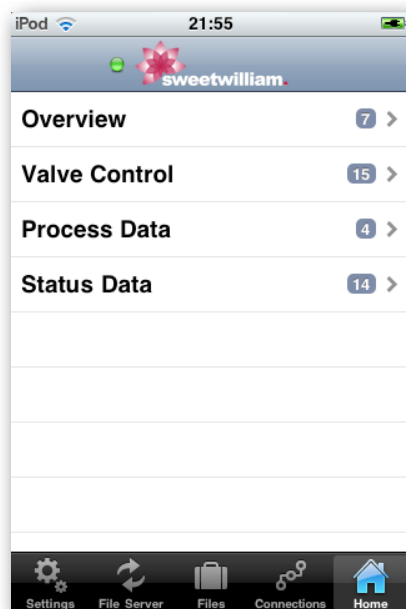 iPod 21:55
sweetwilliam.
Overview 7
Valve Control 15
Process Data 4
Status Data 14
Settings File Server Files Connections Home